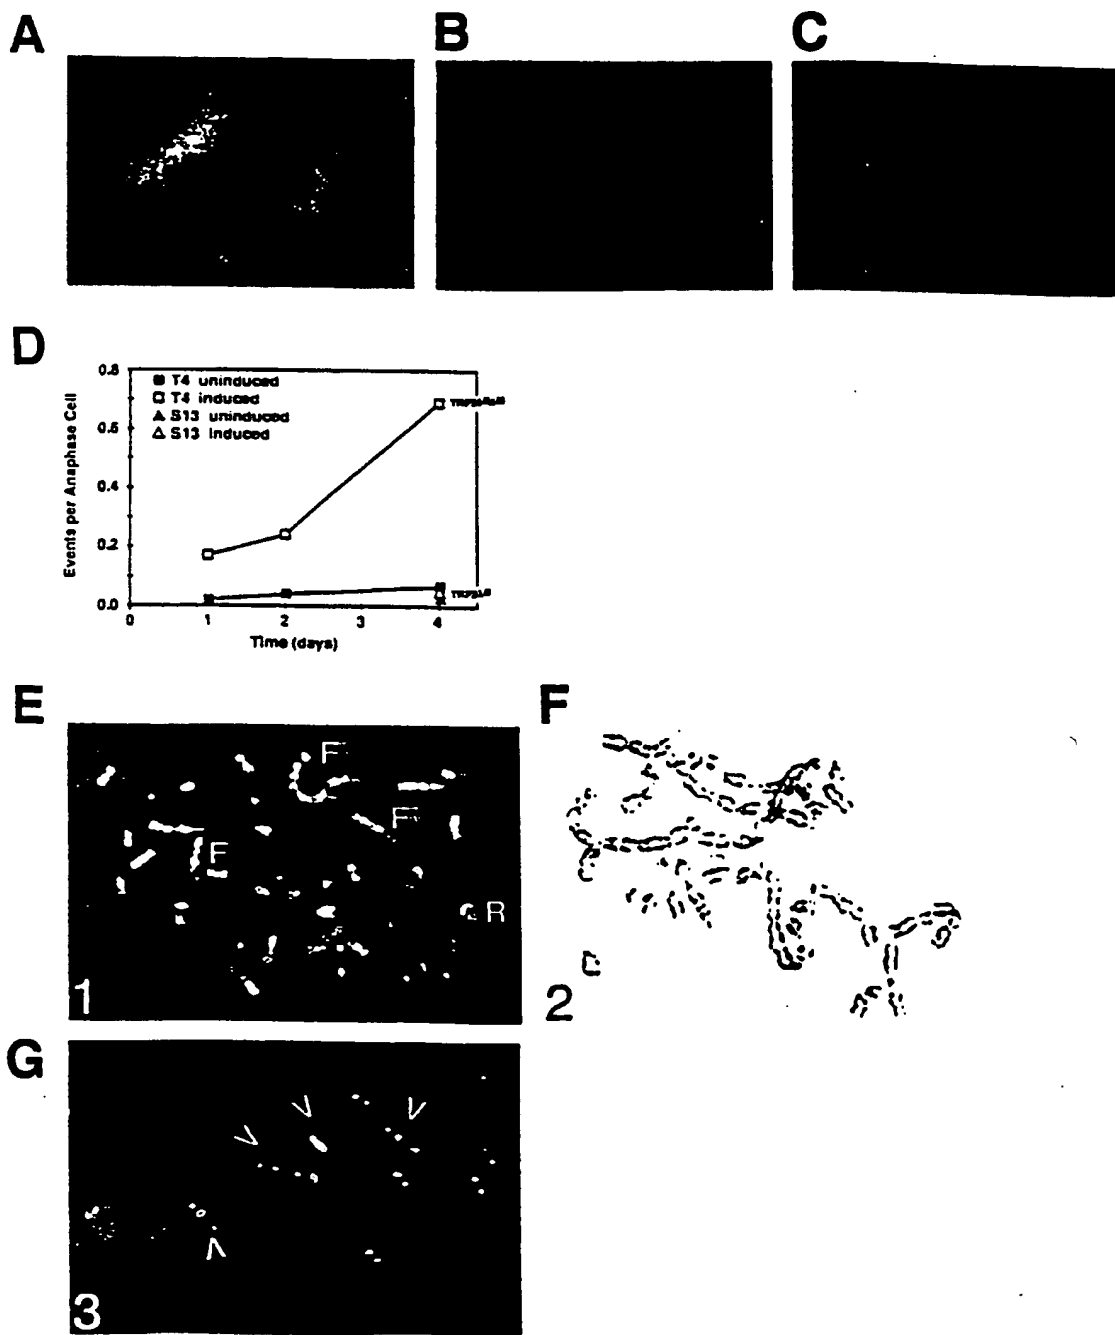 A
B
C
D
0.8
0.6
0.4
0.2
0.0
Events per Anaphase Cell
T4 uninduced
T4 induced
S13 uninduced
S13 induced
0 1 2 3 4
Time (days)
E
F
F
F
R
1
F
2
G
3